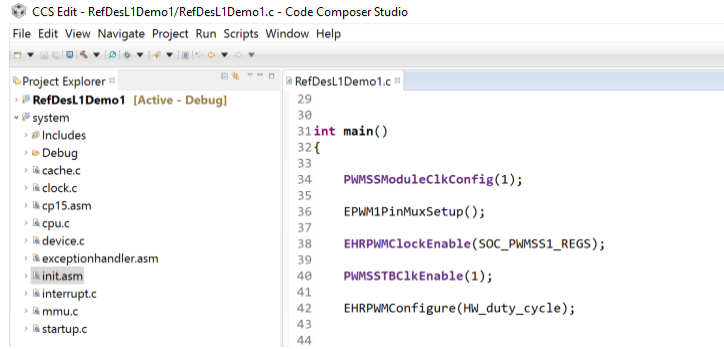 CCS Edit - RefDesL1Demo1/RefDesL1Demo1.c - Code Composer Studio
File Edit View Navigate Project Run Scripts Window Help
Project Explorer
RefDesL1Demo1 [Active - Debug]
system
Includes
Debug
cache.c
clock.c
cp15.asm
cpu.c
device.c
exceptionhandler.asm
init.asm
interrupt.c
mmu.c
startup.c
RefDesL1Demo1.c
29
30
31 int main()
32 {
33
34 PWMSSModuleClkConfig(1);
35
36 EPWM1PinMuxSetup();
37
38 EHRPWMClockEnable(SOC_PWMSS1_REGS);
39
40 PWMSSTBClkEnable(1);
41
42 EHRPWMConfigure(HW_duty_cycle);
43
44